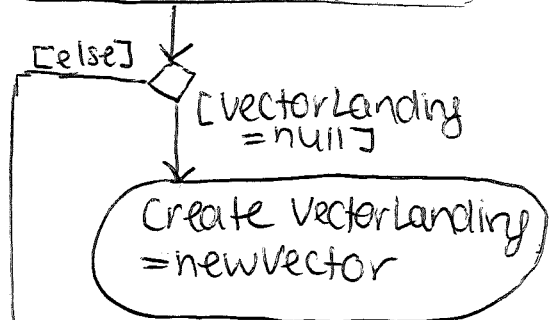 [else]
[vectorLanding
=null]
Create VectorLanding
=newVector